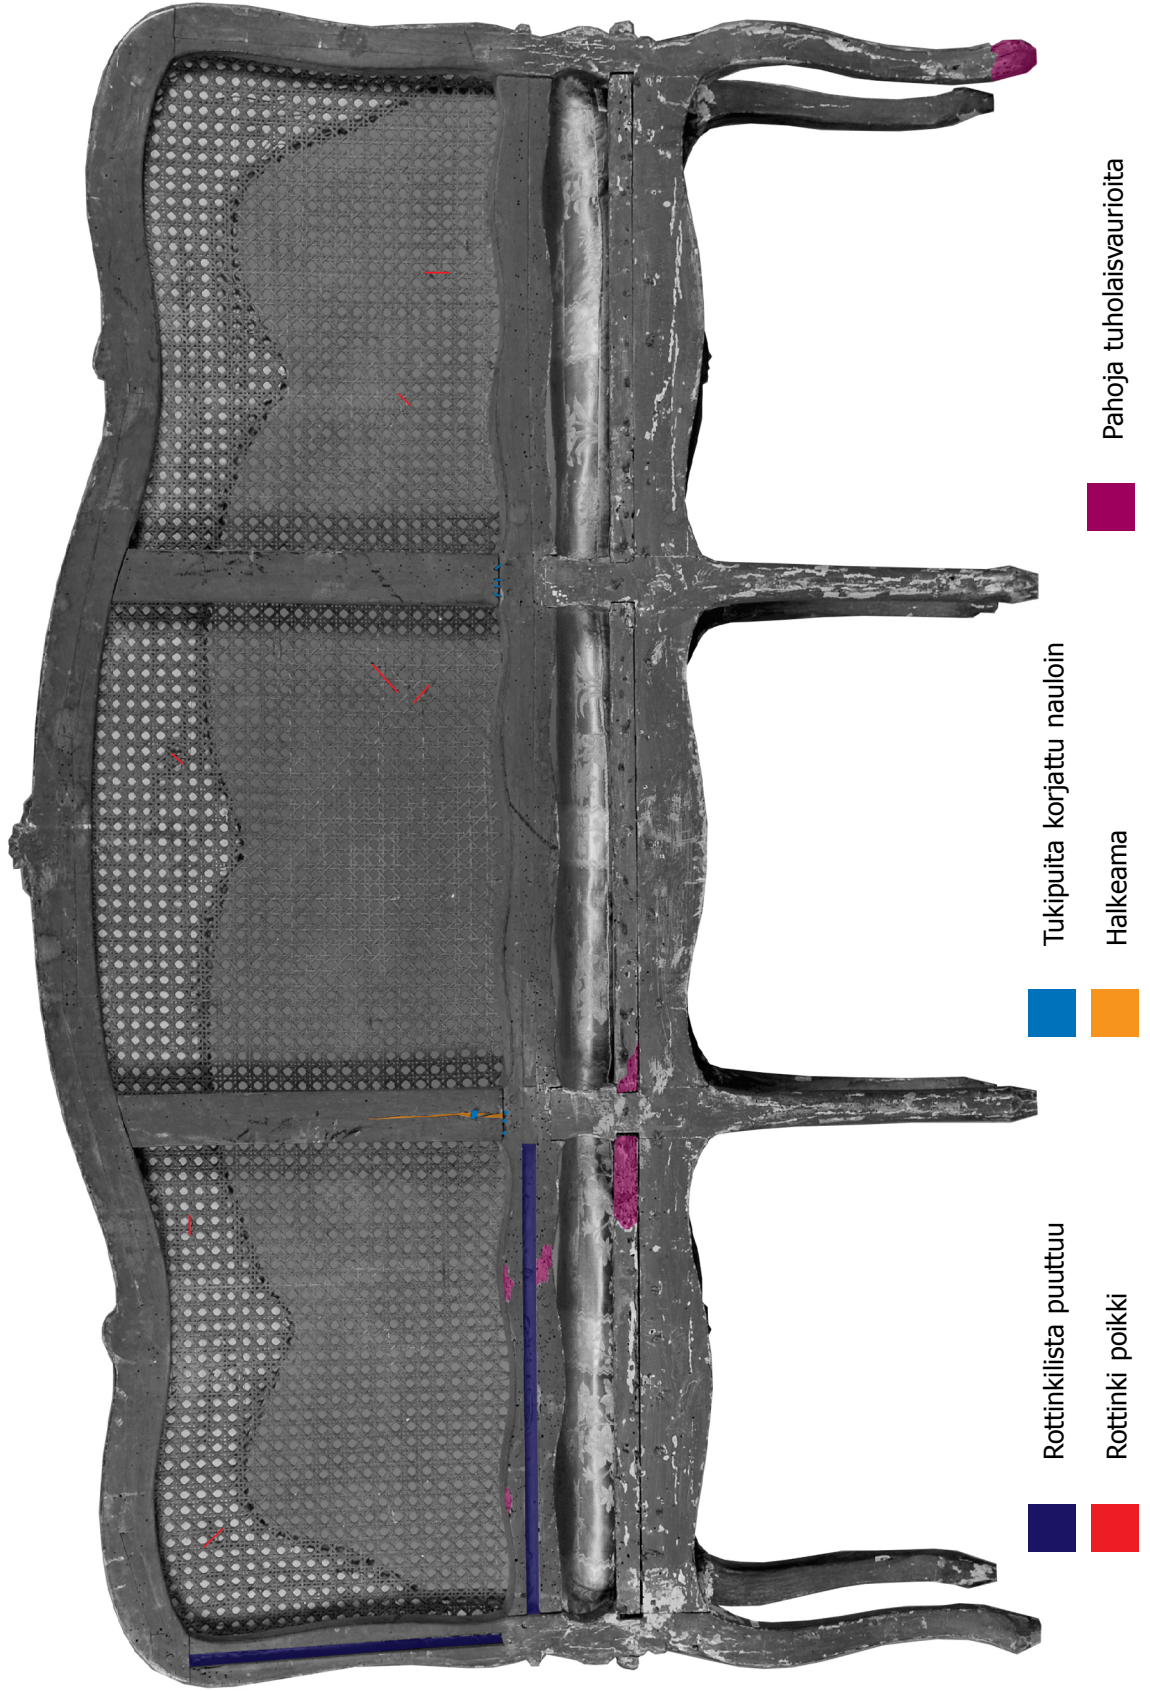 Rottinkilista puuttuu
Rottinki poikki
Tukipuita korjattu nauloin
Halkeama
Pahoja tuholaisvaurioita